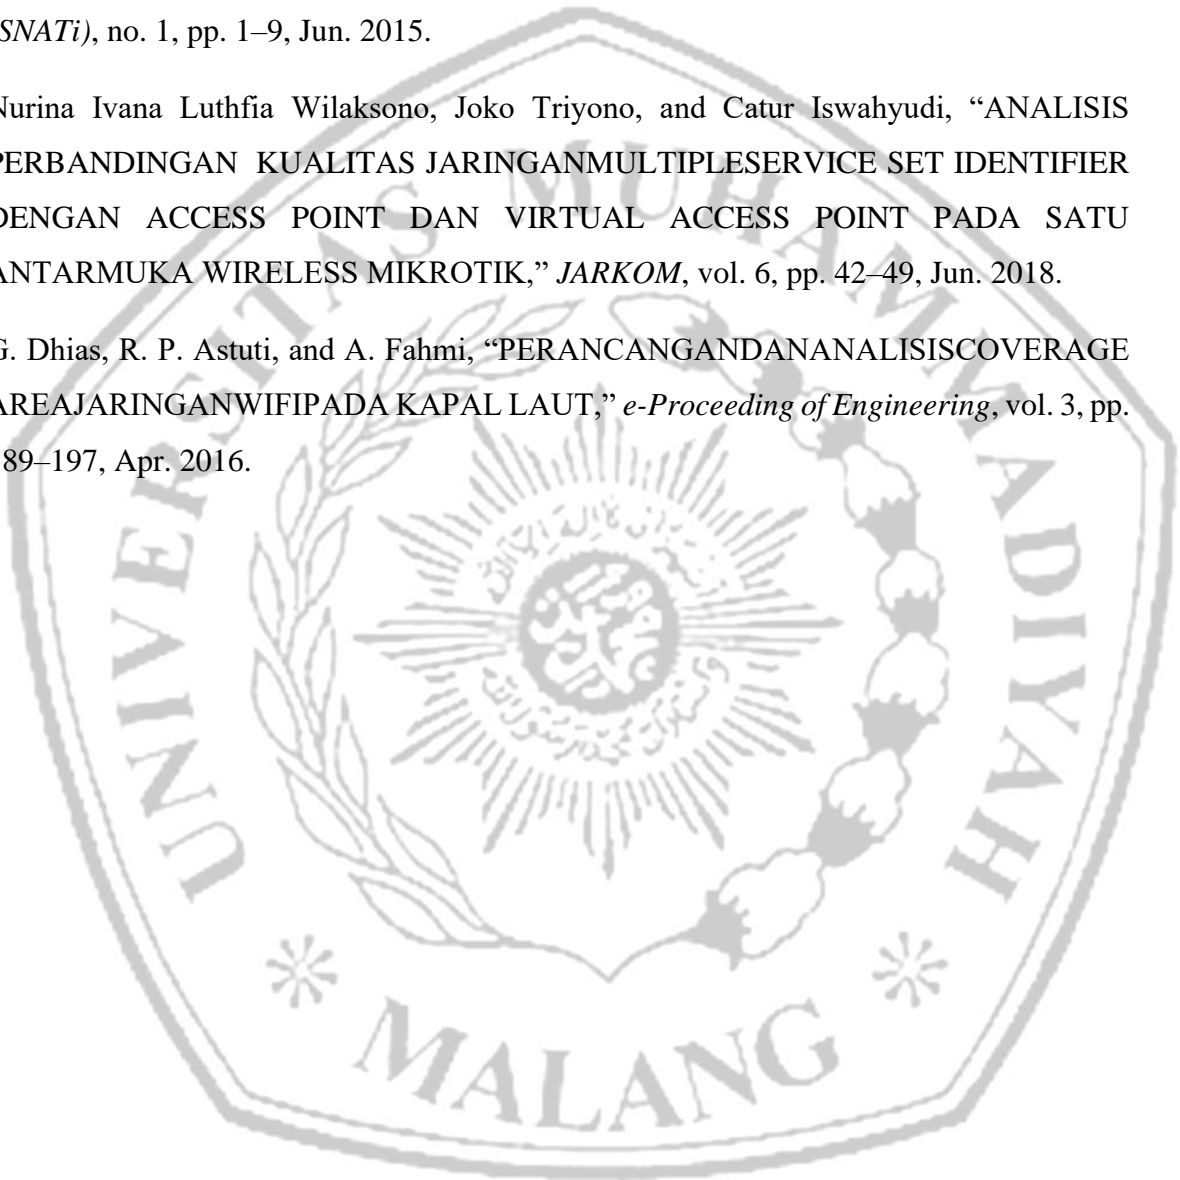 SNATi), no. 1, pp. 1–9, Jun. 2015.
Nurina Ivana Luthfia Wilaksono, Joko Triyono, and Catur Iswahyudi, “ANALISIS
PERBANDINGAN KUALITAS JARINGANMULTIPLESERVICE SET IDENTIFIER
DENGAN ACCESS POINT DAN VIRTUAL ACCESS POINT PADA SATU
ANTARMUKA WIRELESS MIKROTIK,” JARKOM, vol. 6, pp. 42–49, Jun. 2018.
G. Dhias, R. P. Astuti, and A. Fahmi, “PERANCANGANDANANALISISCOVERAGE
AREAJARINGANWIFIPADA KAPAL LAUT,” e-Proceeding of Engineering, vol. 3, pp.
89–197, Apr. 2016.
UNIVERSITAS MUHAMMADIYAH
MALANG